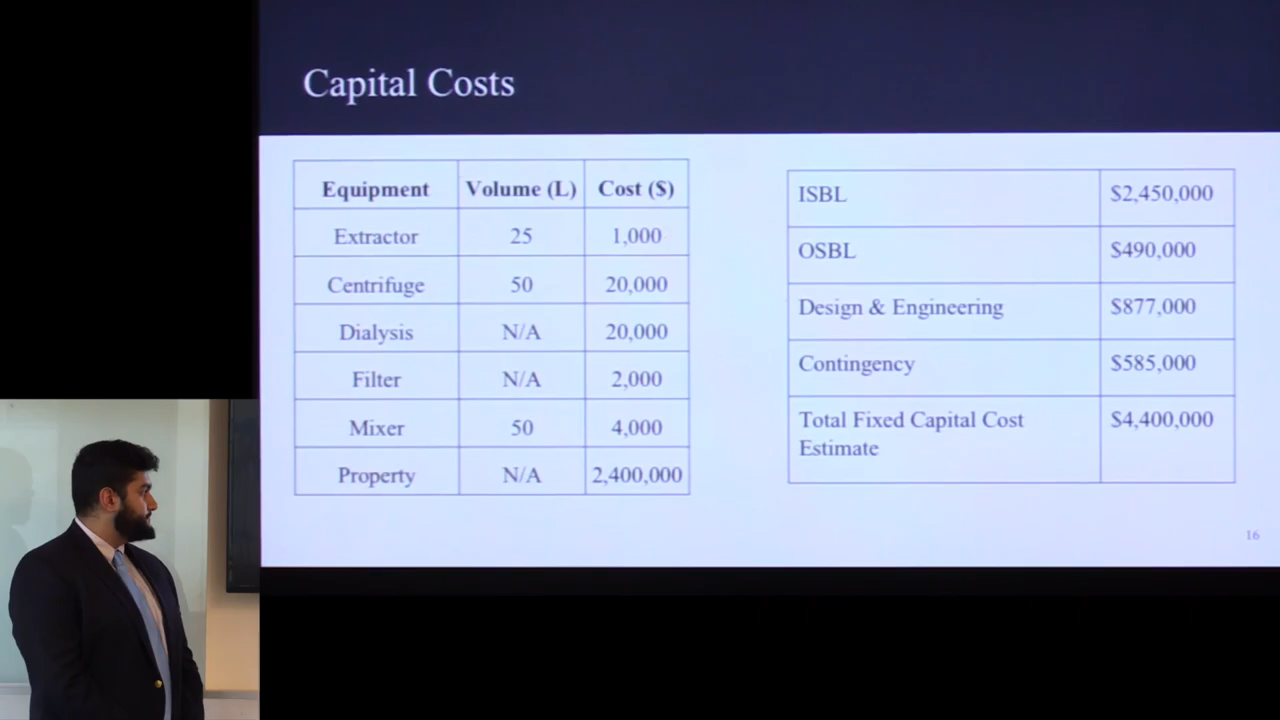 Capital Costs
Equipment Volume (L) Cost ($)
Extractor 25 1,000
Centrifuge 50 20,000
Dialysis N/A 20,000
Filter N/A 2,000
Mixer 50 4,000
Property N/A 2,400,000
ISBL $2,450,000
OSBL $490,000
Design & Engineering $877,000
Contingency $585,000
Total Fixed Capital Cost $4,400,000
Estimate
16